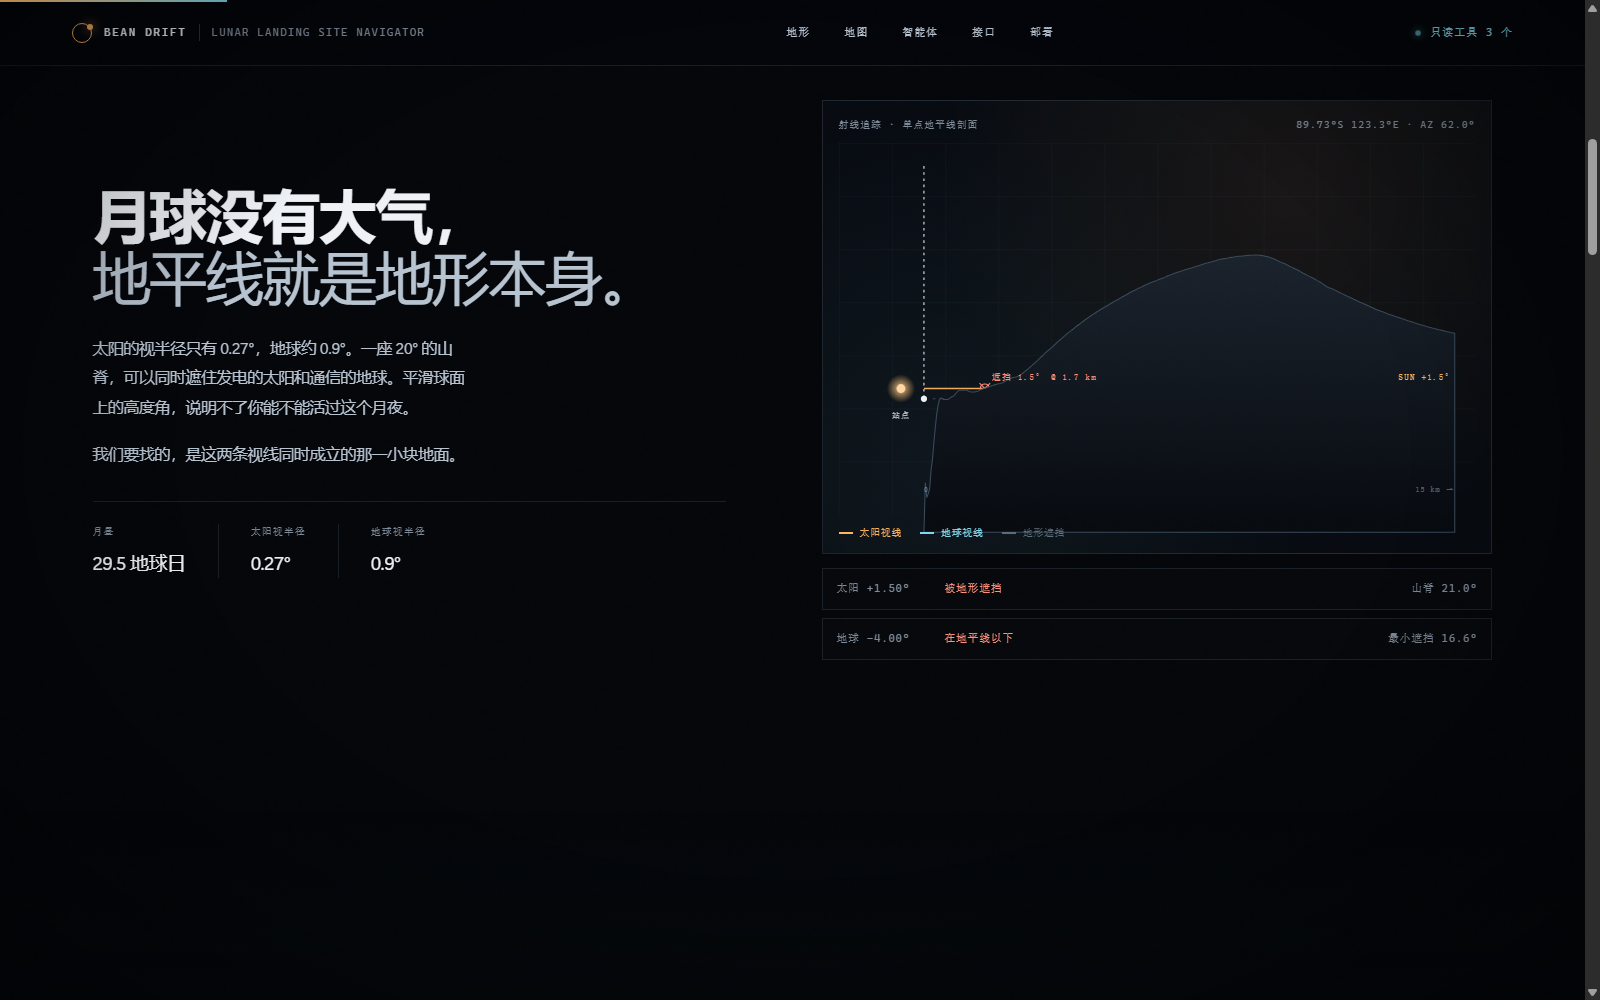 BEAN DRIFT
LUNAR LANDING SITE NAVIGATOR
地形
地图
智能体
接口
部署
只读工具 3 个
月球没有大气，
地平线就是地形本身。
太阳的视半径只有 0.27°，地球约 0.9°。一座 20° 的山
脊，可以同时遮住发电的太阳和通信的地球。平滑球面
上的高度角，说明不了你能不能活过这个月夜。
我们要找的，是这两条视线同时成立的那一小块地面。
月昼
29.5 地球日
太阳视半径
0.27°
地球视半径
0.9°
射线追踪 · 单点地平线剖面
89.73°S 123.3°E · AZ 62.0°
遮挡 1.5° @ 1.7 km
SUN +1.5°
站点
0
15 km
太阳视线
地球视线
地形遮挡
太阳 +1.50°
被地形遮挡
山脊 21.0°
地球 −4.00°
在地平线以下
最小遮挡 16.6°